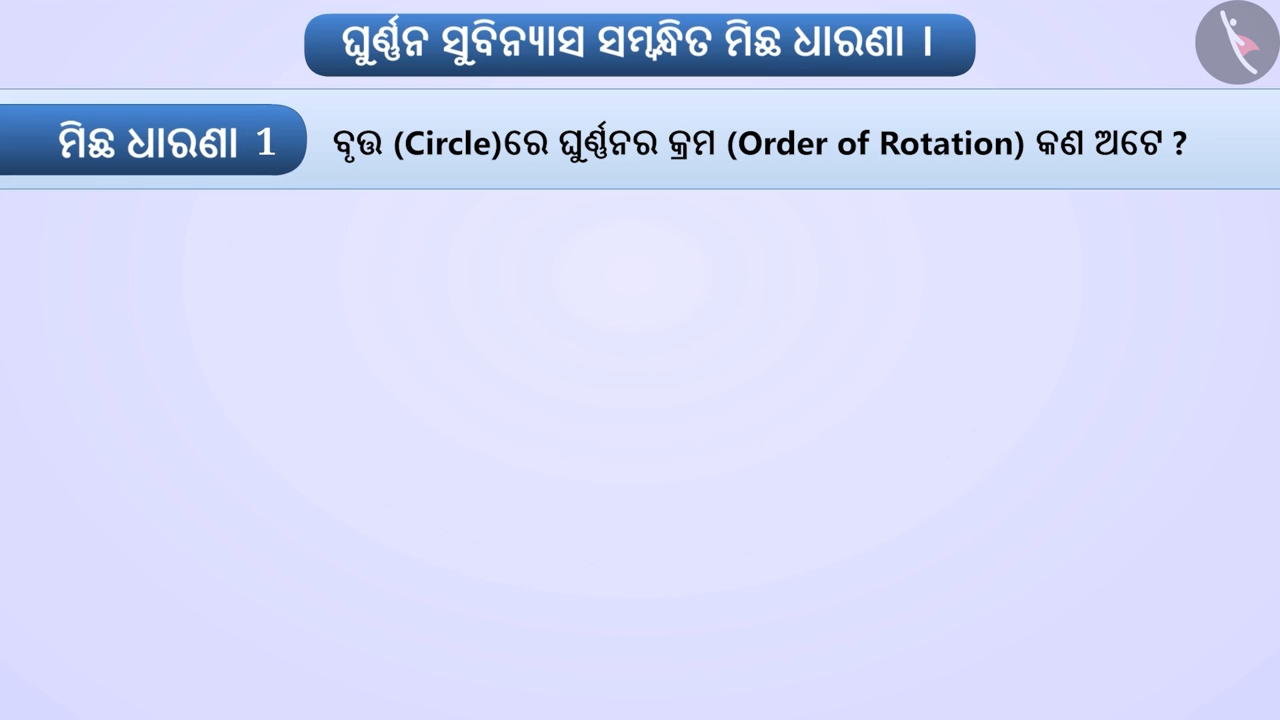 ଘୁର୍ଣ୍ଣନ ସୁବିନ୍ୟାସ ସମ୍ବନ୍ଧିତ ମିଛ ଧାରଣା ।
ମିଛ ଧାରଣା 1
ବୃତ୍ତ (Circle)ରେ ଘୁର୍ଣ୍ଣନର କ୍ରମ (Order of Rotation) କଣ ଅଟେ ?